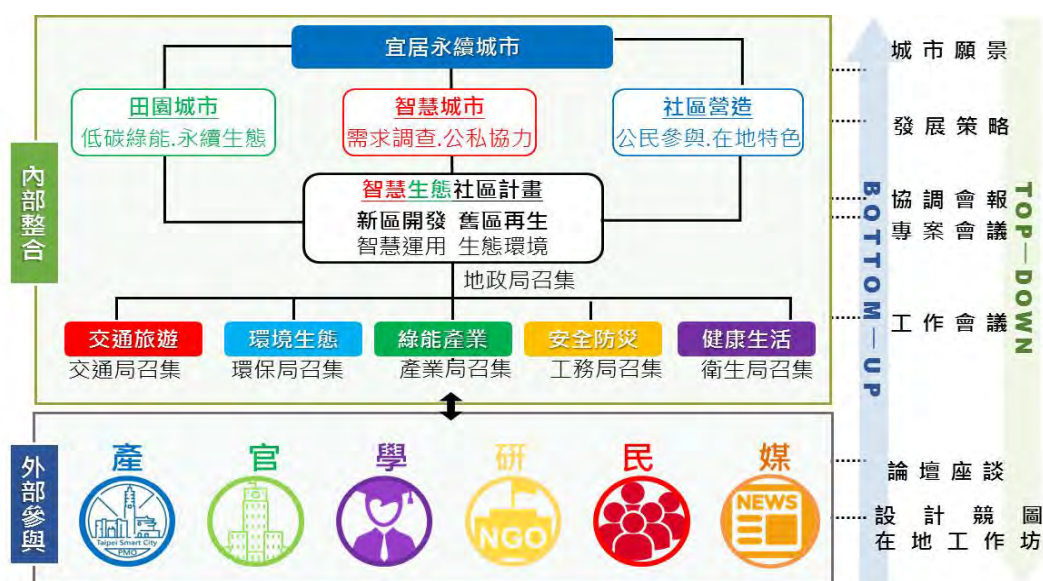 宜居永續城市
田園城市
低碳綠能.永續生態
智慧城市
需求調查.公私協力
社區營造
公民參與.在地特色
智慧生態社區計畫
新區開發 舊區再生
智慧運用 生態環境
地政局召集
交通旅遊
交通局召集
環境生態
環保局召集
綠能產業
產業局召集
安全防災
工務局召集
健康生活
衛生局召集
內部整合
外部參與
產
官
學
研
民
媒
Taipei Smart City
PMO
NGO
NEWS
城市願景
發展策略
協調會報
專案會議
工作會議
論壇座談
設計競圖
在地工作坊
BOTTOM—UP
TOP—DOWN